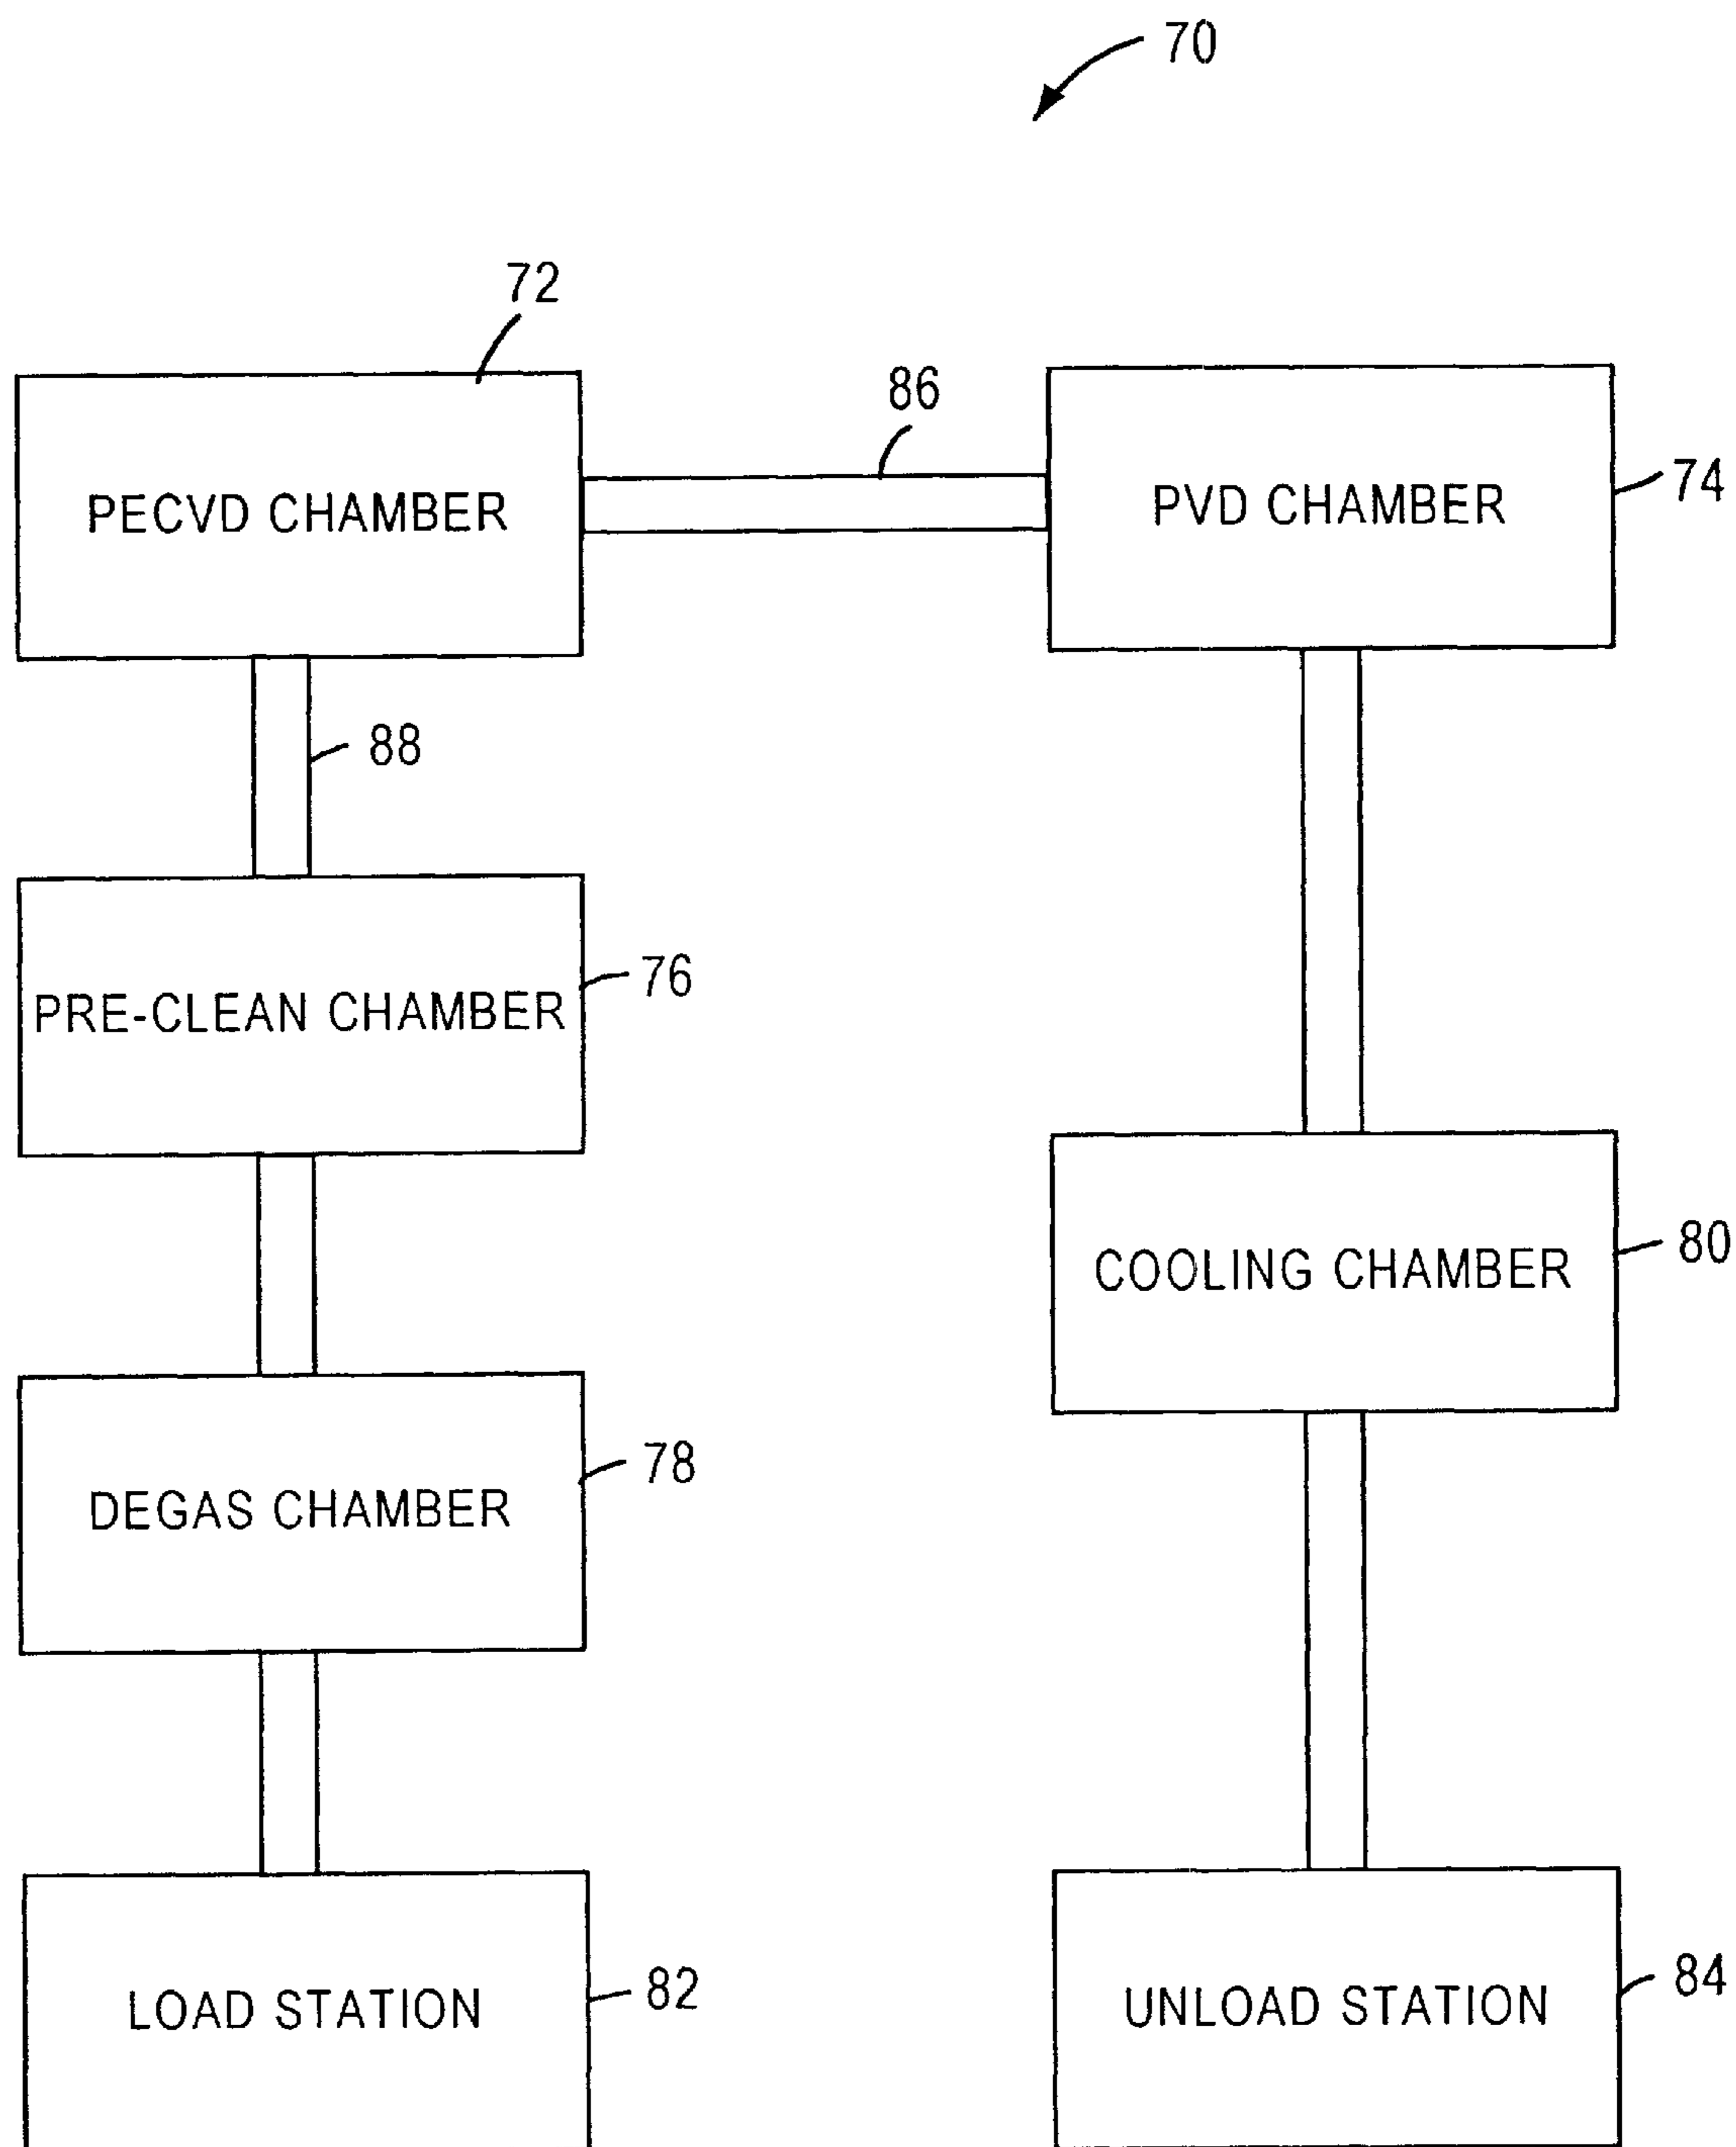 70
72
86
PECVD CHAMBER
PVD CHAMBER
74
88
PRE-CLEAN CHAMBER
76
COOLING CHAMBER
80
DEGAS CHAMBER
78
LOAD STATION
82
UNLOAD STATION
84